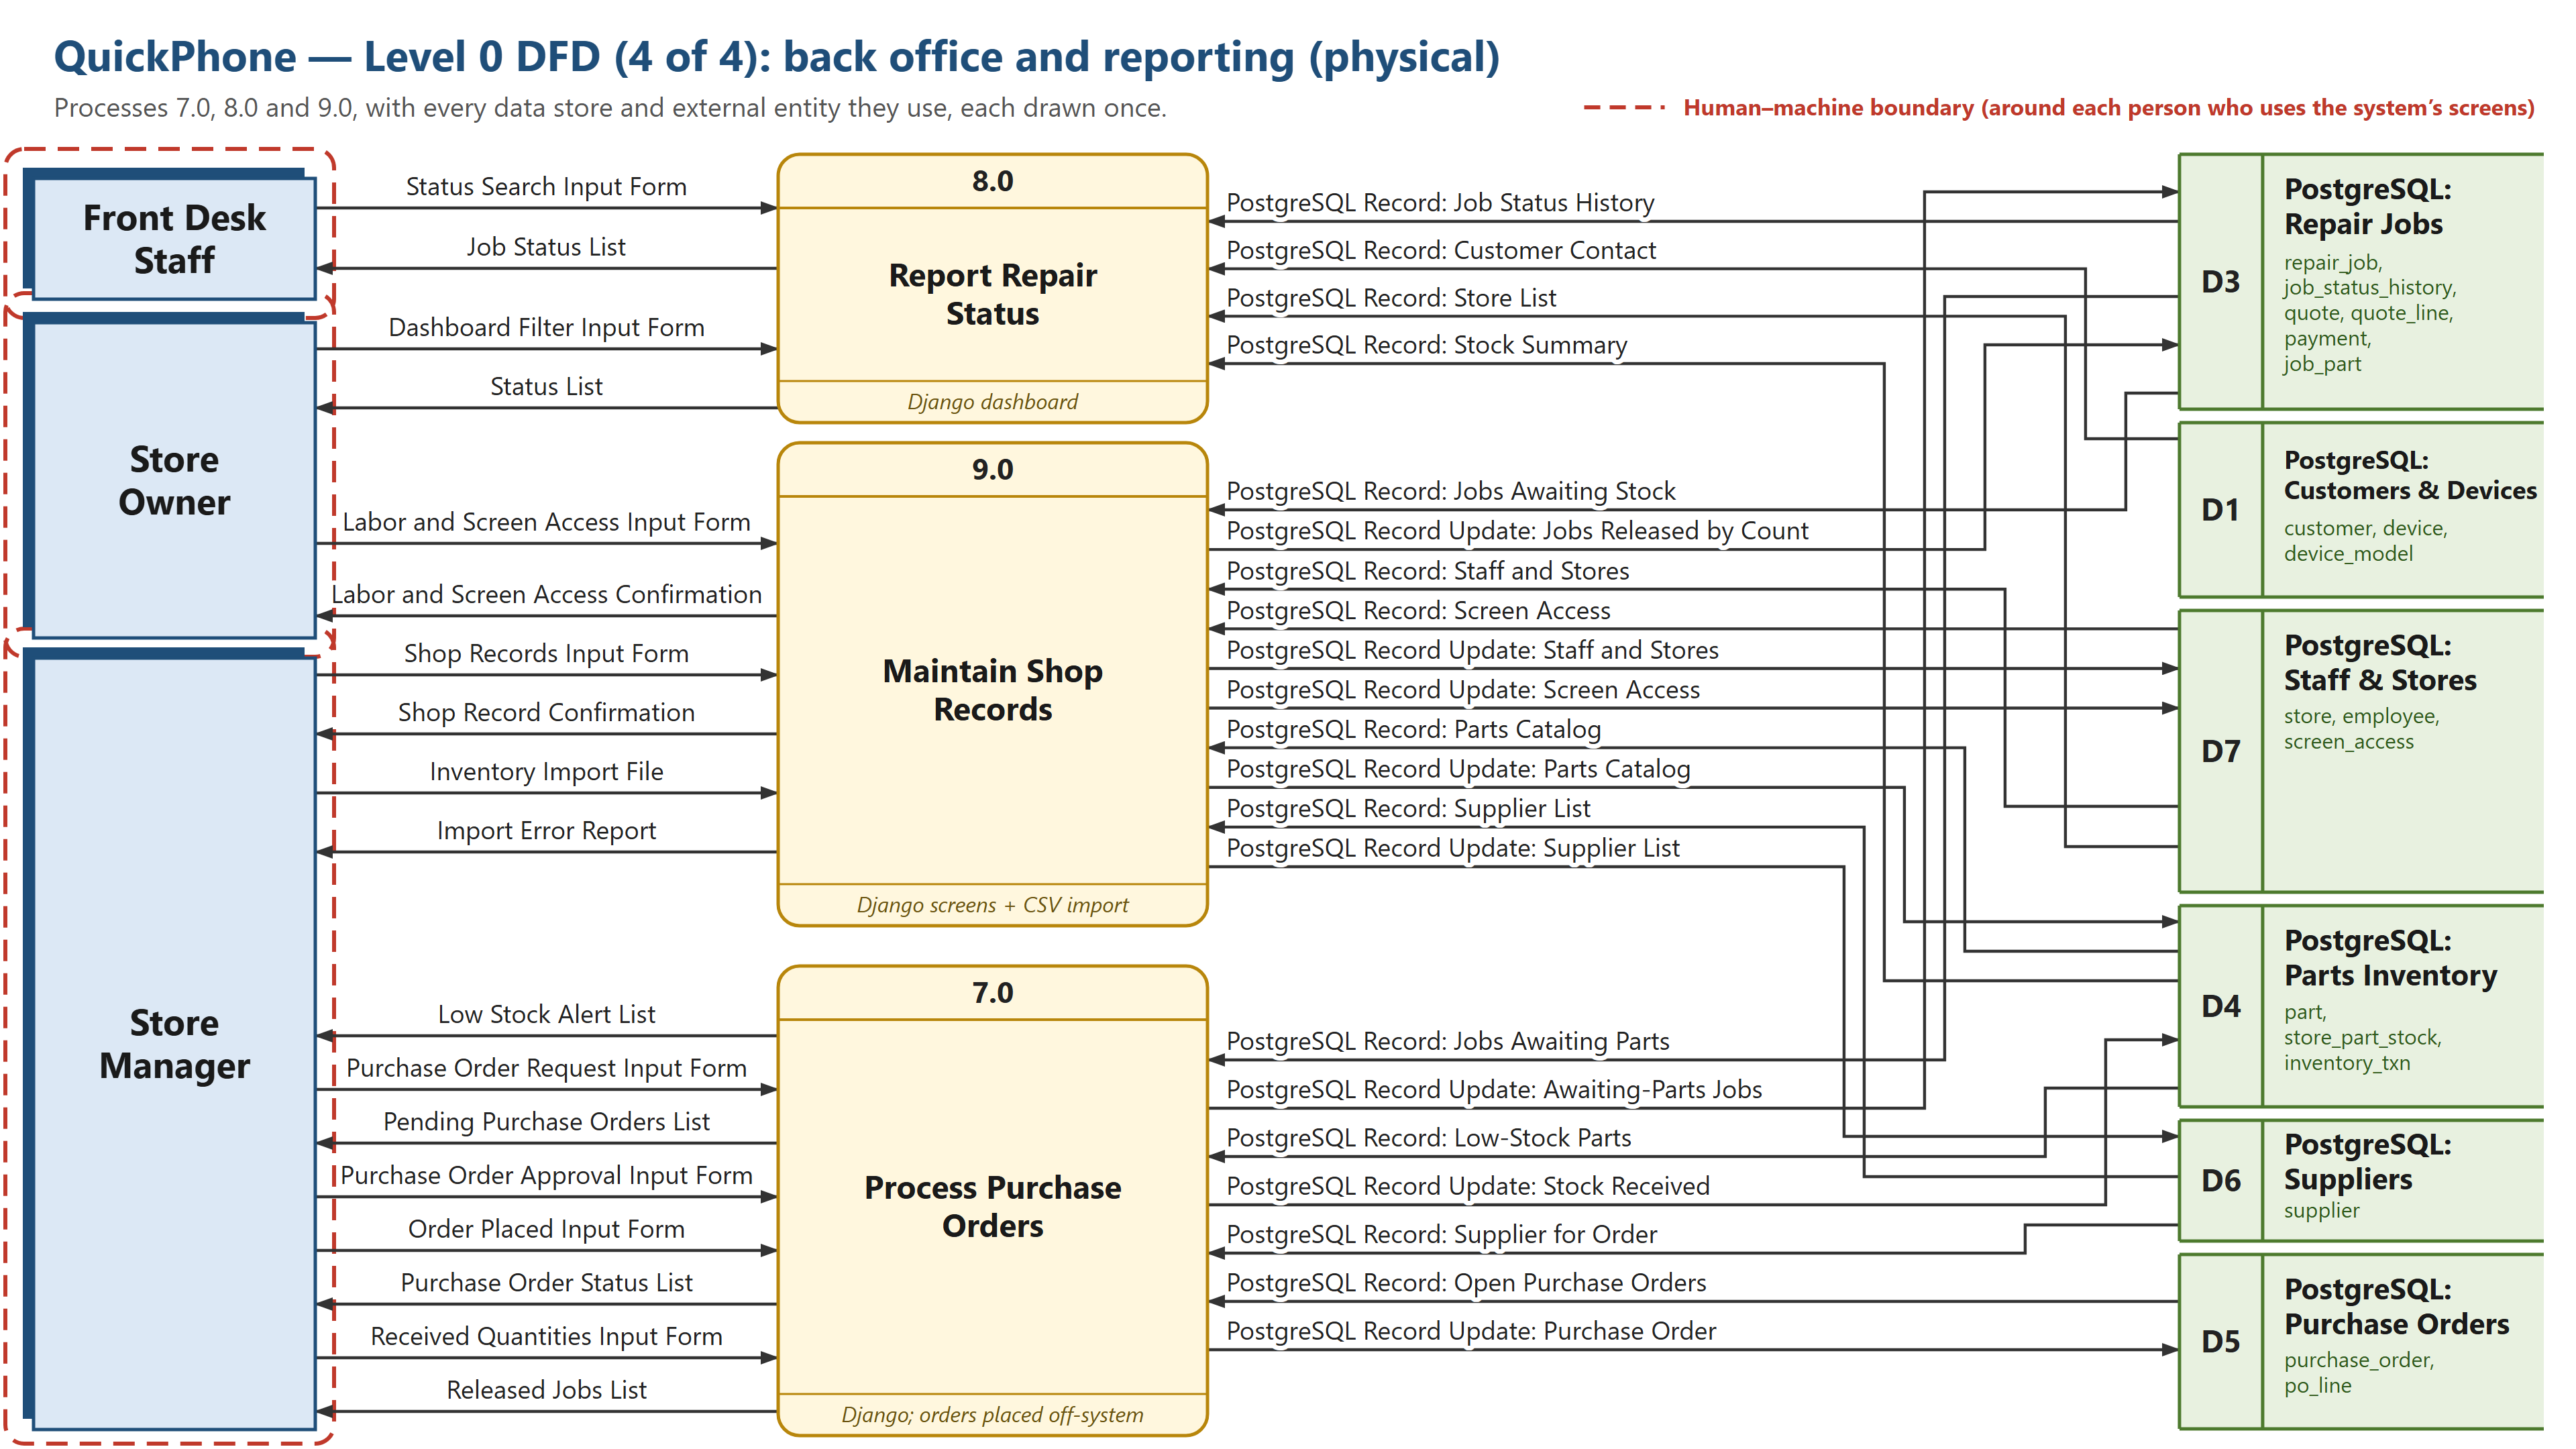 QuickPhone — Level 0 DFD (4 of 4): back office and reporting (physical)
Processes 7.0, 8.0 and 9.0, with every data store and external entity they use, each drawn once.
Human–machine boundary (around each person who uses the system’s screens)
Front Desk
Staff
Store
Owner
Store
Manager
Status Search Input Form
Job Status List
Dashboard Filter Input Form
Status List
Labor and Screen Access Input Form
Labor and Screen Access Confirmation
Shop Records Input Form
Shop Record Confirmation
Inventory Import File
Import Error Report
Low Stock Alert List
Purchase Order Request Input Form
Pending Purchase Orders List
Purchase Order Approval Input Form
Order Placed Input Form
Purchase Order Status List
Received Quantities Input Form
Released Jobs List
8.0
Report Repair
Status
Django dashboard
9.0
Maintain Shop
Records
Django screens + CSV import
7.0
Process Purchase
Orders
Django; orders placed off-system
PostgreSQL Record: Job Status History
PostgreSQL Record: Customer Contact
PostgreSQL Record: Store List
PostgreSQL Record: Stock Summary
PostgreSQL Record: Jobs Awaiting Stock
PostgreSQL Record Update: Jobs Released by Count
PostgreSQL Record: Staff and Stores
PostgreSQL Record: Screen Access
PostgreSQL Record Update: Staff and Stores
PostgreSQL Record Update: Screen Access
PostgreSQL Record: Parts Catalog
PostgreSQL Record Update: Parts Catalog
PostgreSQL Record: Supplier List
PostgreSQL Record Update: Supplier List
PostgreSQL Record: Jobs Awaiting Parts
PostgreSQL Record Update: Awaiting-Parts Jobs
PostgreSQL Record: Low-Stock Parts
PostgreSQL Record Update: Stock Received
PostgreSQL Record: Supplier for Order
PostgreSQL Record: Open Purchase Orders
PostgreSQL Record Update: Purchase Order
D3
PostgreSQL:
Repair Jobs
repair_job,
job_status_history,
quote, quote_line,
payment,
job_part
D1
PostgreSQL:
Customers & Devices
customer, device,
device_model
D7
PostgreSQL:
Staff & Stores
store, employee,
screen_access
D4
PostgreSQL:
Parts Inventory
part,
store_part_stock,
inventory_txn
D6
PostgreSQL:
Suppliers
supplier
D5
PostgreSQL:
Purchase Orders
purchase_order,
po_line